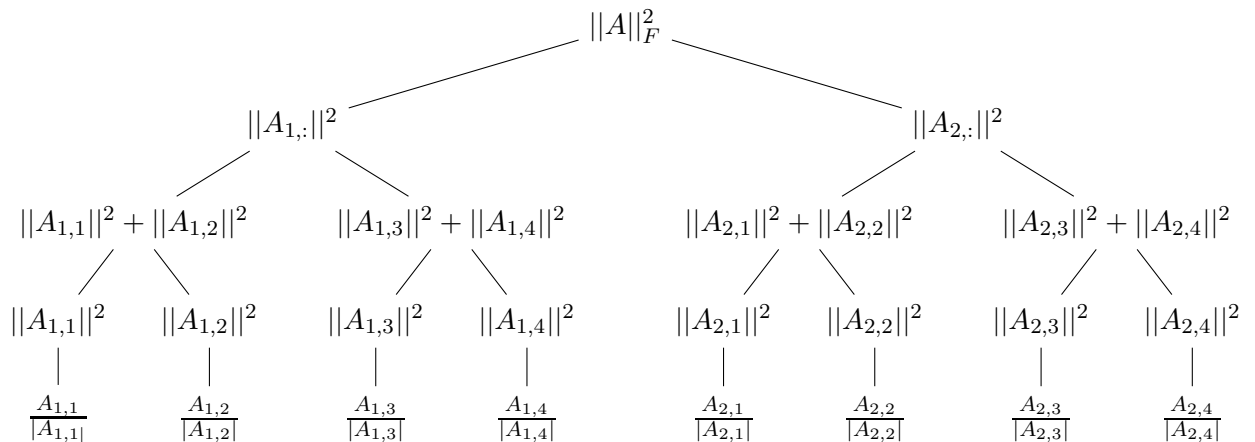 ||A||²_F
||A_{1,:}||² ||A_{2,:}||²
||A_{1,1}||² + ||A_{1,2}||² ||A_{1,3}||² + ||A_{1,4}||² ||A_{2,1}||² + ||A_{2,2}||² ||A_{2,3}||² + ||A_{2,4}||²
||A_{1,1}||² ||A_{1,2}||² ||A_{1,3}||² ||A_{1,4}||² ||A_{2,1}||² ||A_{2,2}||² ||A_{2,3}||² ||A_{2,4}||²
A_{1,1} A_{1,2} A_{1,3} A_{1,4} A_{2,1} A_{2,2} A_{2,3} A_{2,4}
|A_{1,1}| |A_{1,2}| |A_{1,3}| |A_{1,4}| |A_{2,1}| |A_{2,2}| |A_{2,3}| |A_{2,4}|